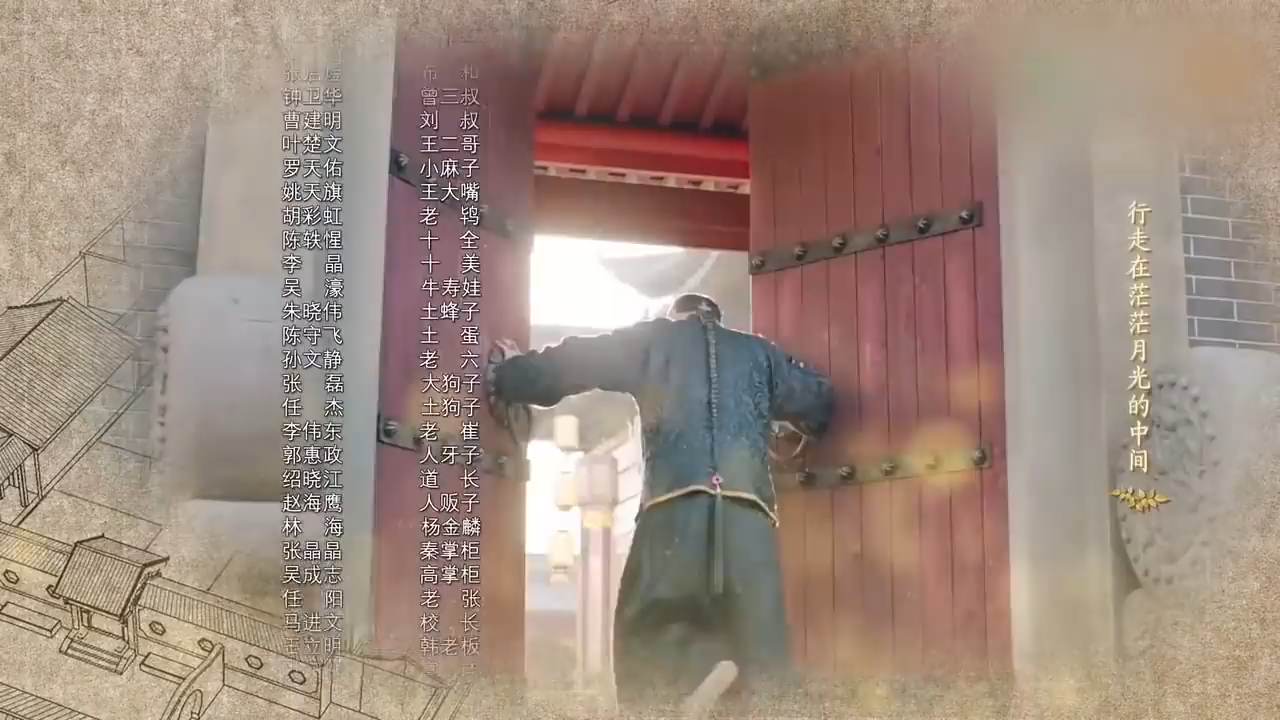 钟卫华 曾三叔
曹建明 刘叔
叶楚文 王二哥
罗天佑 小麻子
姚天旗 王大嘴
胡彩虹 老鸨
陈轶惺 十全
李晶 十美
吴濠 牛寿娃
朱晓伟 土蜂子
陈守飞 土蛋
孙文静 老六
张磊 大狗子
任杰 土狗子
李伟东 老崔
郭惠政 人牙子
绍晓江 道长
赵海鹰 人贩子
林海 杨金麟
张晶晶 秦掌柜
吴成志 高掌柜
任阳 老张
马进文 校长
王立明 韩老板
行走在茫茫月光的中间